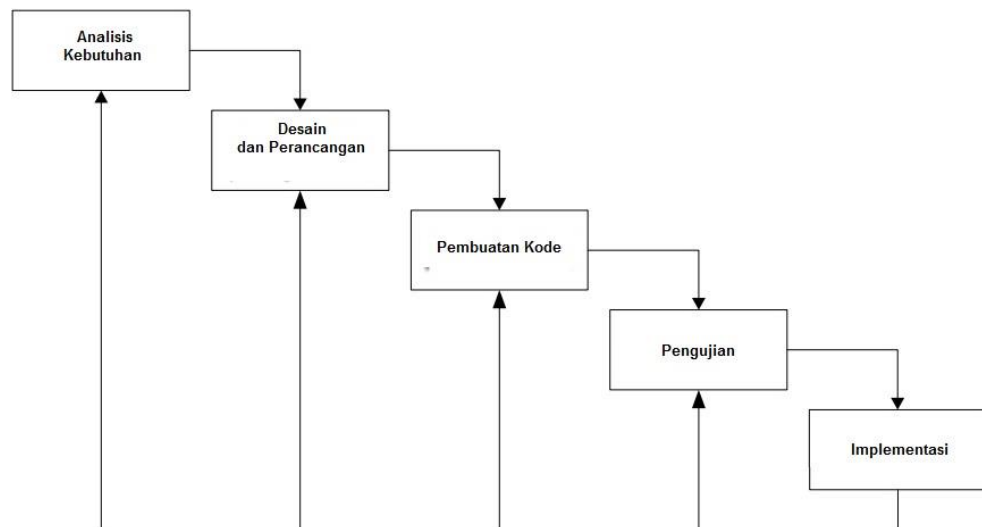 Analisis
Kebutuhan
Desain
dan Perancangan
Pembuatan Kode
Pengujian
Implementasi